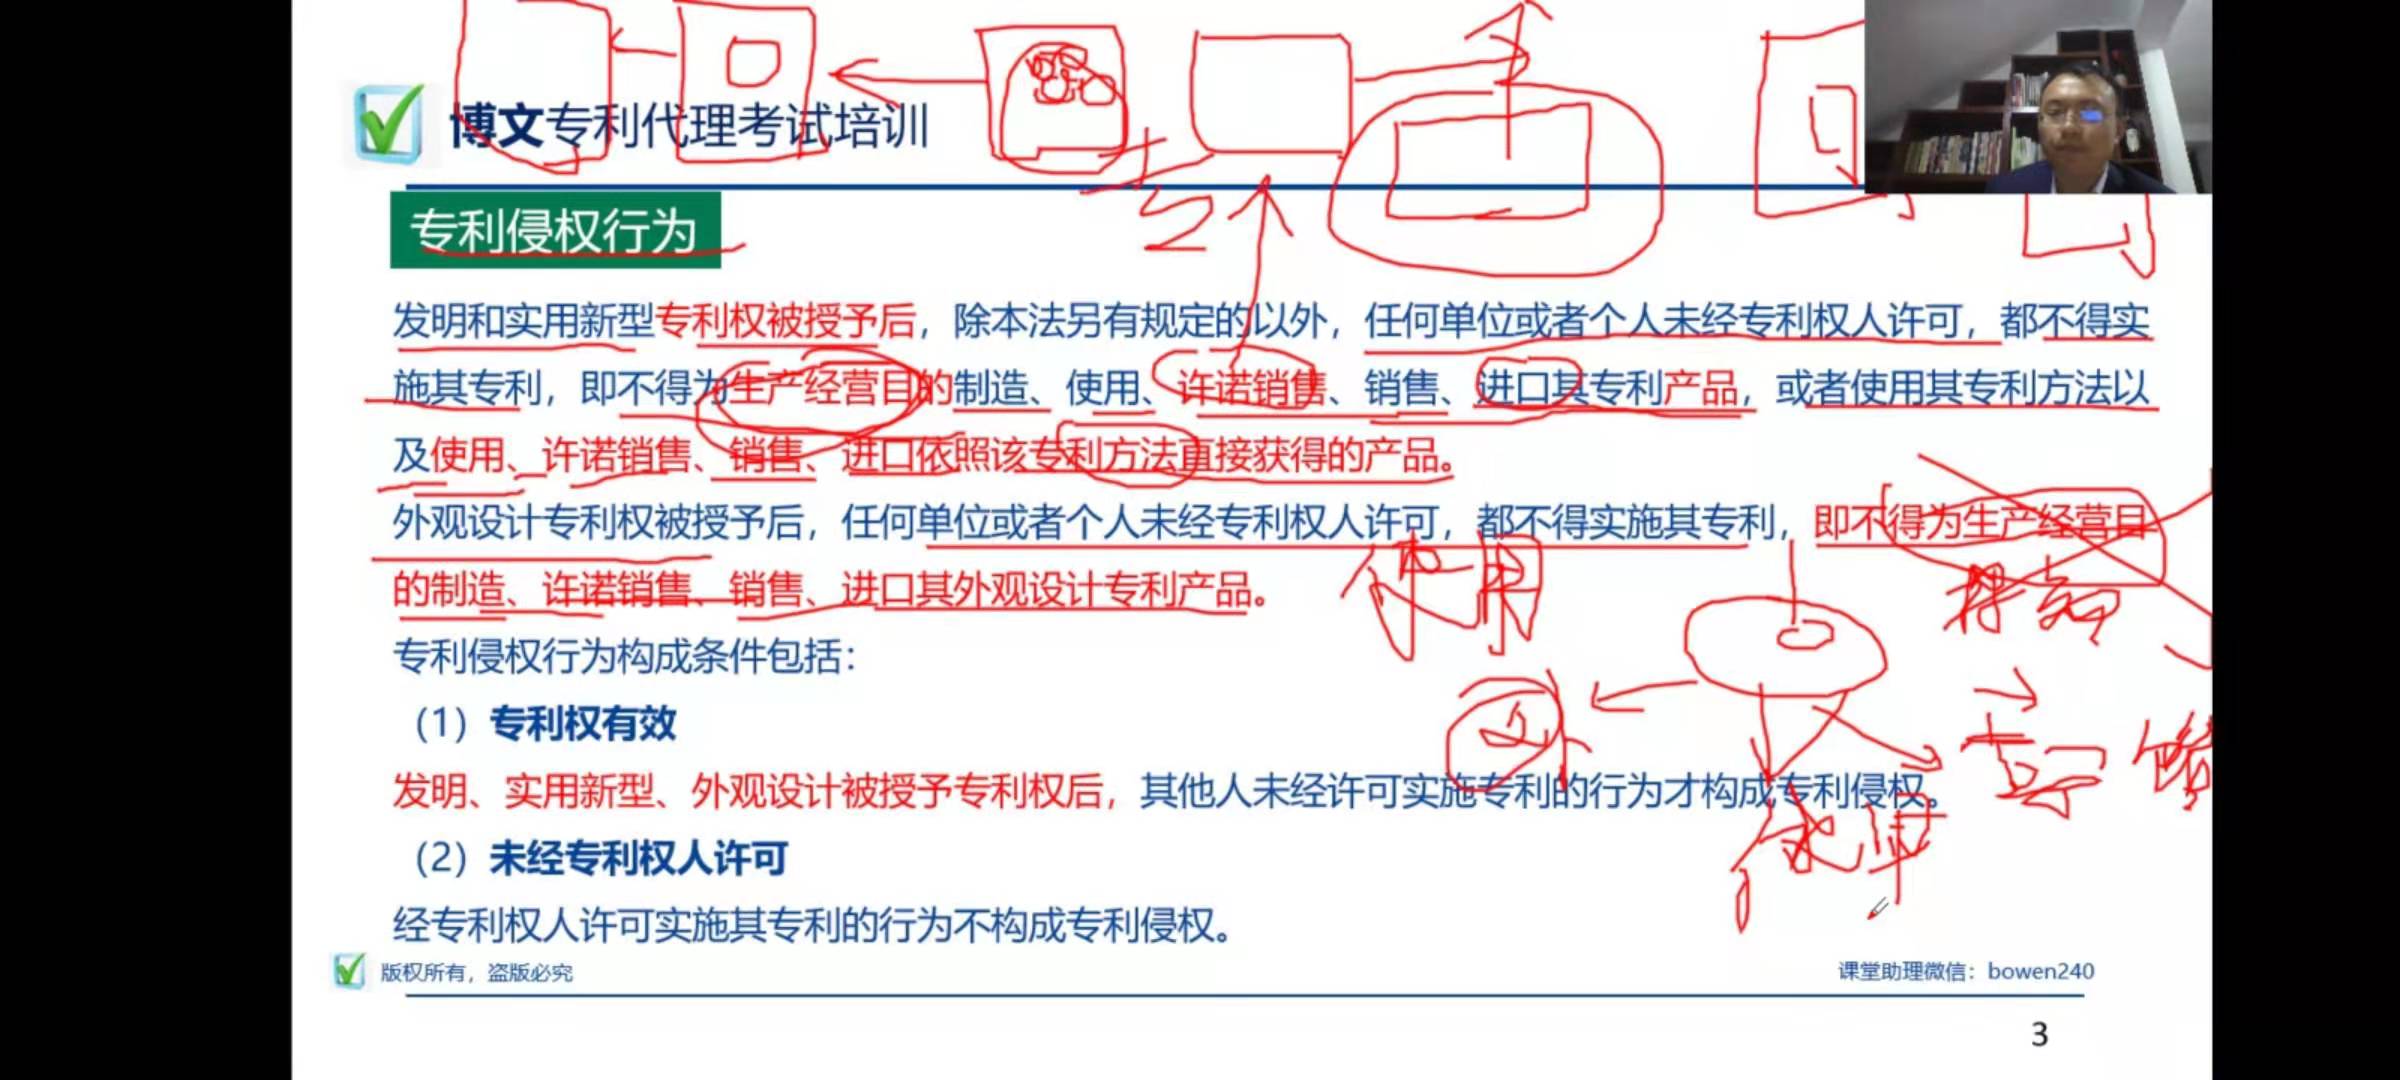 博文专利代理考试培训
专利侵权行为
发明和实用新型专利权被授予后，除本法另有规定的以外，任何单位或者个人未经专利权人许可，都不得实
施其专利，即不得为生产经营目的制造、使用、许诺销售、销售、进口其专利产品，或者使用其专利方法以
及使用、许诺销售、销售、进口依照该专利方法直接获得的产品。
外观设计专利权被授予后，任何单位或者个人未经专利权人许可，都不得实施其专利，即不得为生产经营目
的制造、许诺销售、销售、进口其外观设计专利产品。
使用
专利侵权行为构成条件包括：
（1）专利权有效
发明、实用新型、外观设计被授予专利权后，其他人未经许可实施专利的行为才构成专利侵权。
（2）未经专利权人许可
经专利权人许可实施其专利的行为不构成专利侵权。
版权所有，盗版必究
课堂助理微信：bowen240
3